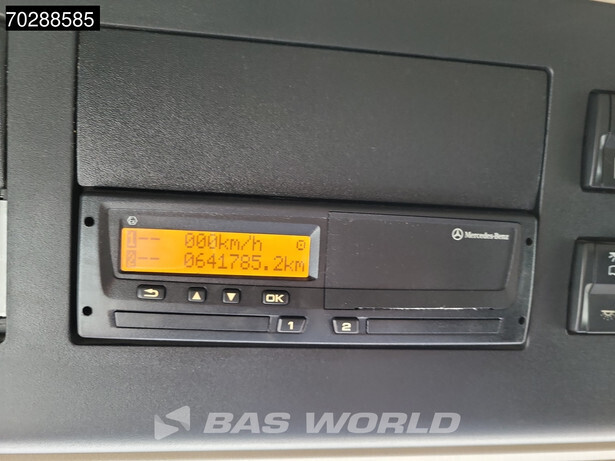 70288585
Mercedes-Benz
000km/h
0641785.2km
OK
1
2
BAS WORLD